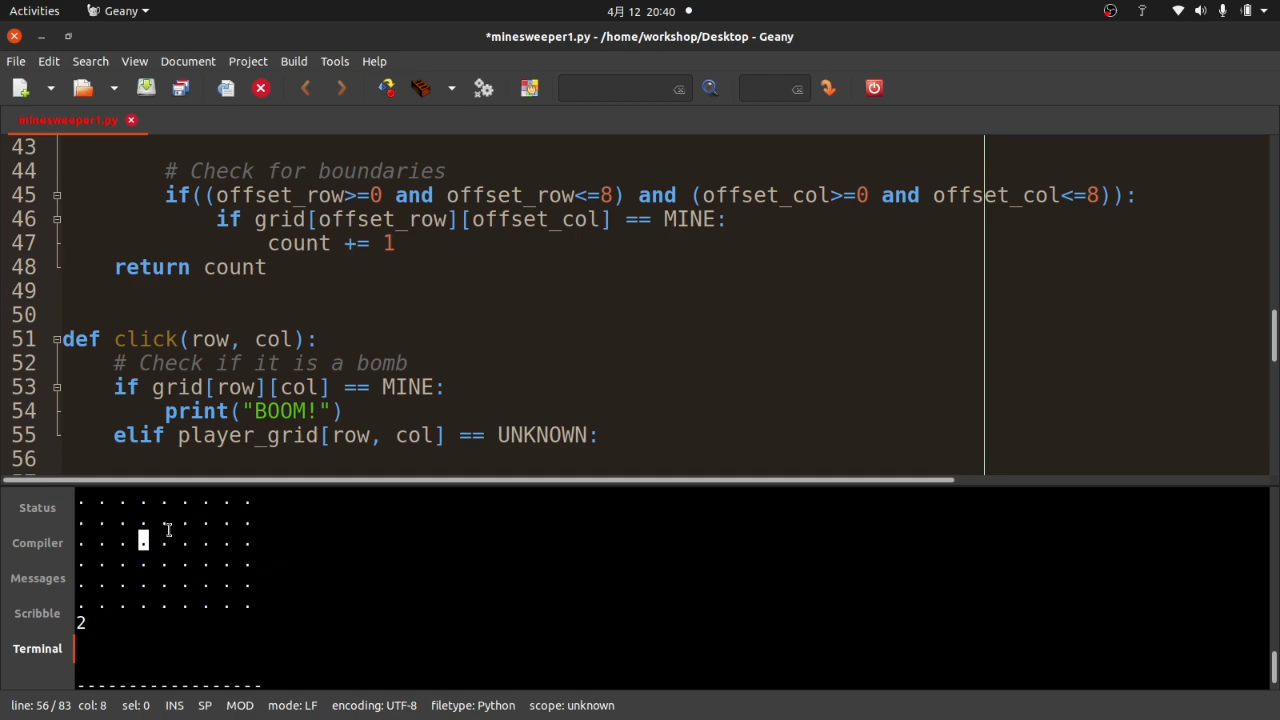 Activities Geany 4月 12 20:40
*minesweeper1.py - /home/workshop/Desktop - Geany
File Edit Search View Document Project Build Tools Help
minesweeper1.py
43
44 # Check for boundaries
45 if((offset_row>=0 and offset_row<=8) and (offset_col>=0 and offset_col<=8)):
46 if grid[offset_row][offset_col] == MINE:
47 count += 1
48 return count
49
50
51 def click(row, col):
52 # Check if it is a bomb
53 if grid[row][col] == MINE:
54 print("BOOM!")
55 elif player_grid[row, col] == UNKNOWN:
56
Status
Compiler
Messages
Scribble
Terminal
. . . . . . . . .
. . . . . . . . .
. . . . . . . . .
. . . . . . . . .
. . . . . . . . .
. . . . . . . . .
2
------------------
line: 56 / 83 col: 8 sel: 0 INS SP MOD mode: LF encoding: UTF-8 filetype: Python scope: unknown